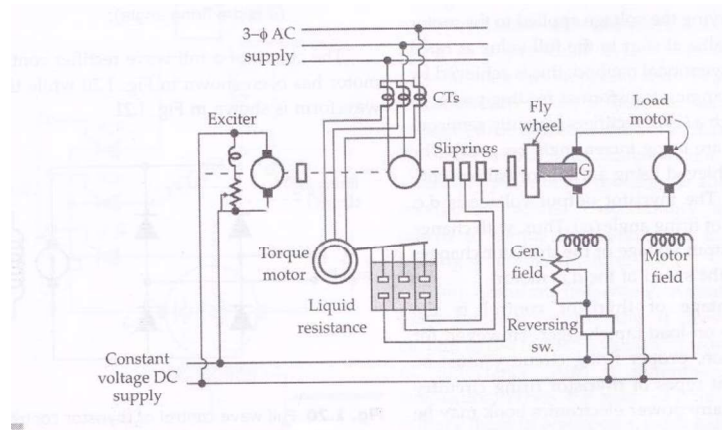 3-ϕ AC
supply
CTs
Exciter
Fly
wheel
Load
motor
Sliprings
G
Torque
motor
Gen.
field
Motor
field
Liquid
resistance
Reversing
sw.
Constant
voltage DC
supply